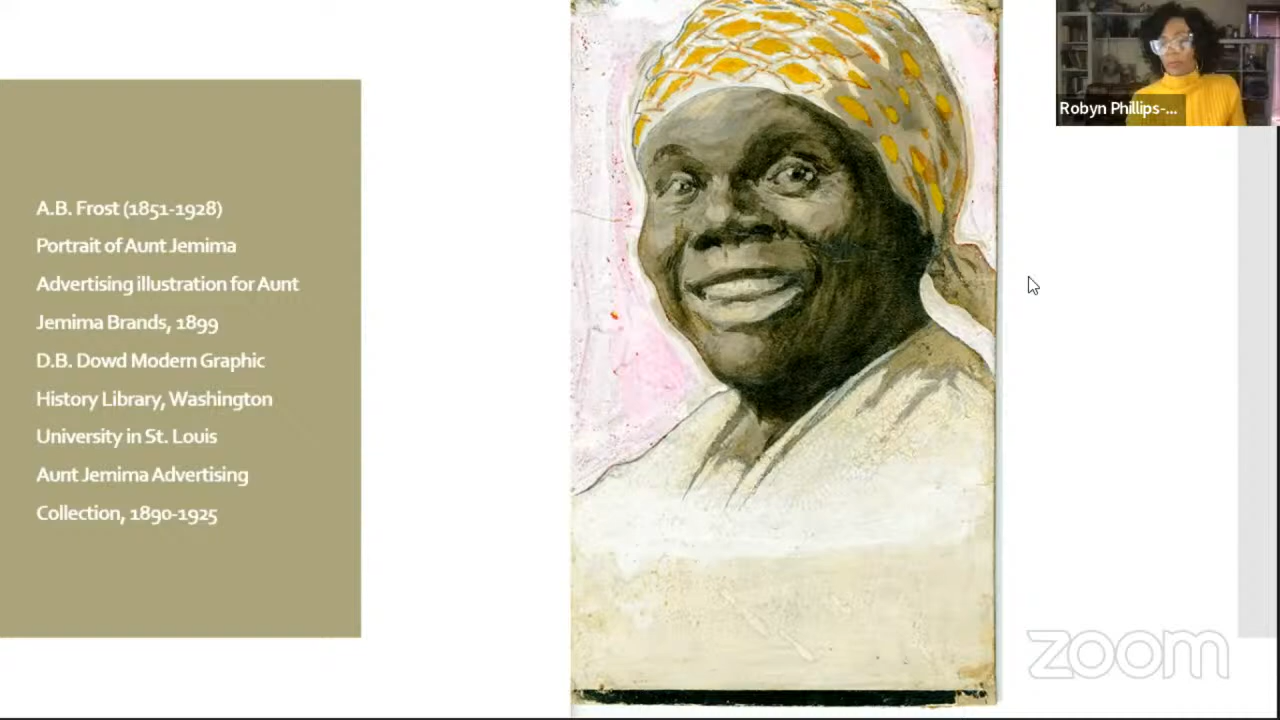 A.B. Frost (1851-1928)
Portrait of Aunt Jemima
Advertising illustration for Aunt
Jemima Brands, 1899
D.B. Dowd Modern Graphic
History Library, Washington
University in St. Louis
Aunt Jemima Advertising
Collection, 1890-1925
Robyn Phillips-...
zoom